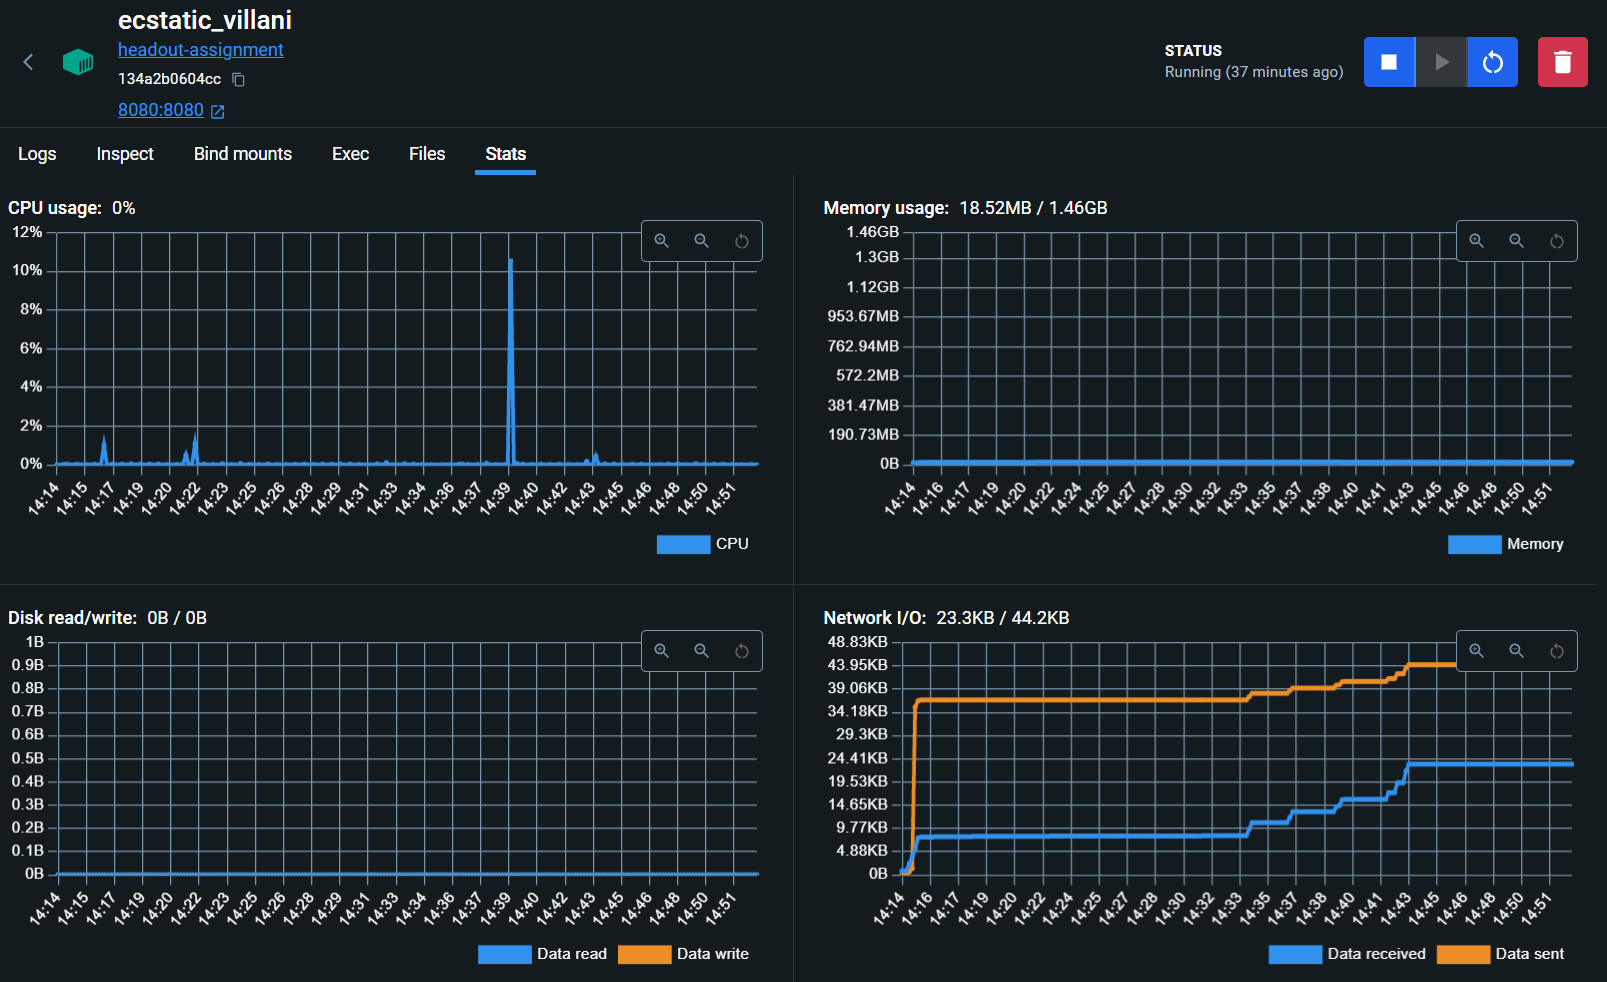 ecstatic_villani
headout-assignment
134a2b0604cc
8080:8080
STATUS
Running (37 minutes ago)
Logs Inspect Bind mounts Exec Files Stats
CPU usage: 0%
12%
10%
8%
6%
4%
2%
0%
14:14 14:15 14:17 14:19 14:20 14:22 14:23 14:25 14:26 14:28 14:29 14:31 14:33 14:34 14:36 14:37 14:39 14:40 14:42 14:43 14:45 14:46 14:48 14:50 14:51
CPU
Memory usage: 18.52MB / 1.46GB
1.46GB
1.3GB
1.12GB
953.67MB
762.94MB
572.2MB
381.47MB
190.73MB
0B
14:14 14:16 14:17 14:19 14:20 14:22 14:24 14:25 14:27 14:28 14:30 14:32 14:33 14:35 14:37 14:38 14:40 14:41 14:43 14:45 14:46 14:48 14:50 14:51
Memory
Disk read/write: 0B / 0B
1B
0.9B
0.8B
0.7B
0.6B
0.5B
0.4B
0.3B
0.2B
0.1B
0B
14:14 14:15 14:17 14:19 14:20 14:22 14:23 14:25 14:26 14:28 14:29 14:31 14:33 14:34 14:36 14:37 14:39 14:40 14:42 14:43 14:45 14:46 14:48 14:50 14:51
Data read Data write
Network I/O: 23.3KB / 44.2KB
48.83KB
43.95KB
39.06KB
34.18KB
29.3KB
24.41KB
19.53KB
14.65KB
9.77KB
4.88KB
0B
14:14 14:16 14:17 14:19 14:20 14:22 14:24 14:25 14:27 14:28 14:30 14:32 14:33 14:35 14:37 14:38 14:40 14:41 14:43 14:45 14:46 14:48 14:50 14:51
Data received Data sent